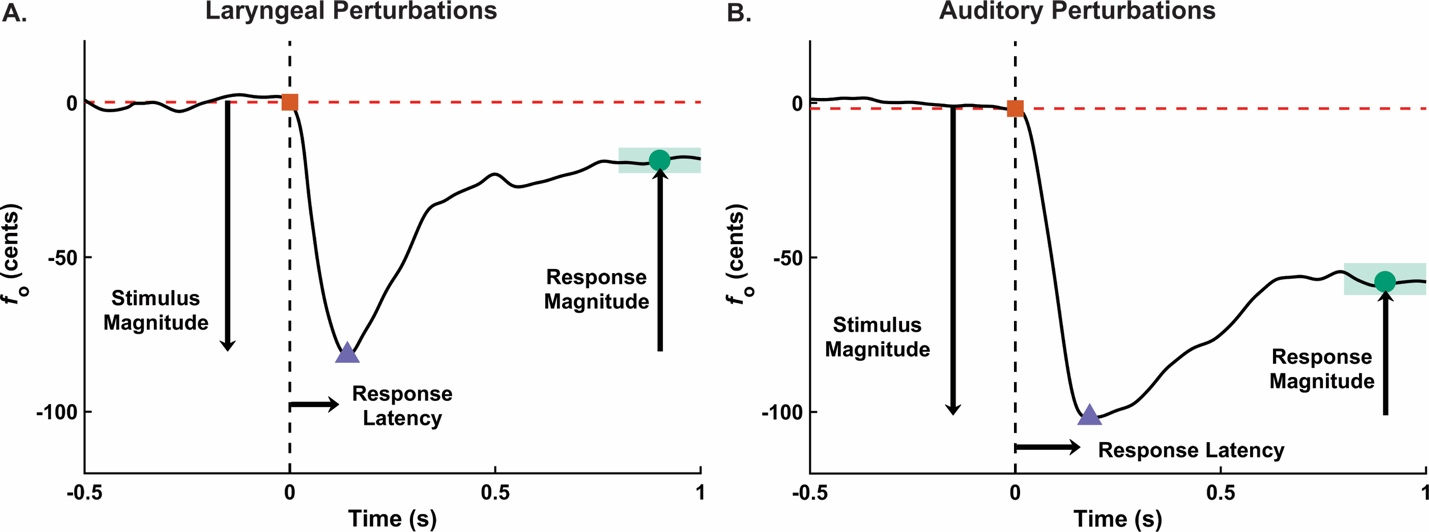 A.
Laryngeal Perturbations
0
-50
-100
fo (cents)
Stimulus
Magnitude
Response
Magnitude
Response
Latency
-0.5
0
0.5
1
Time (s)
B.
Auditory Perturbations
0
-50
-100
fo (cents)
Stimulus
Magnitude
Response
Magnitude
Response Latency
-0.5
0
0.5
1
Time (s)